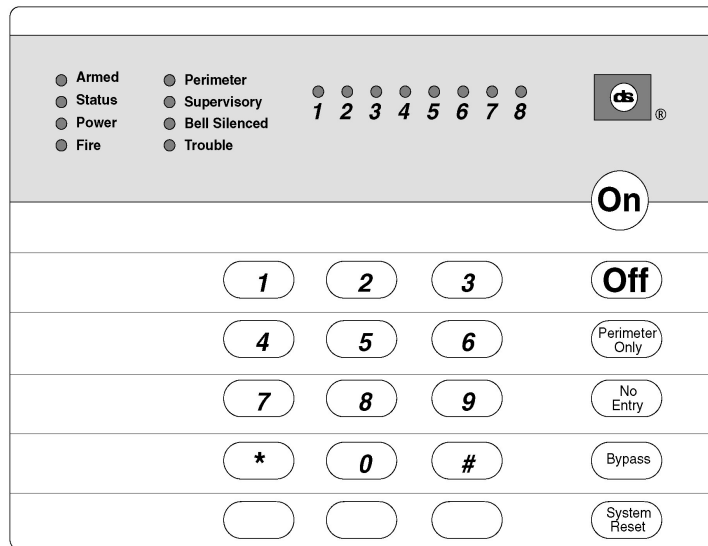 Armed Perimeter
Status Supervisory
Power Bell Silenced
Fire Trouble
1 2 3 4 5 6 7 8
ds ®
On
1 2 3 Off
4 5 6 Perimeter
Only
7 8 9 No
Entry
* 0 # Bypass
System
Reset